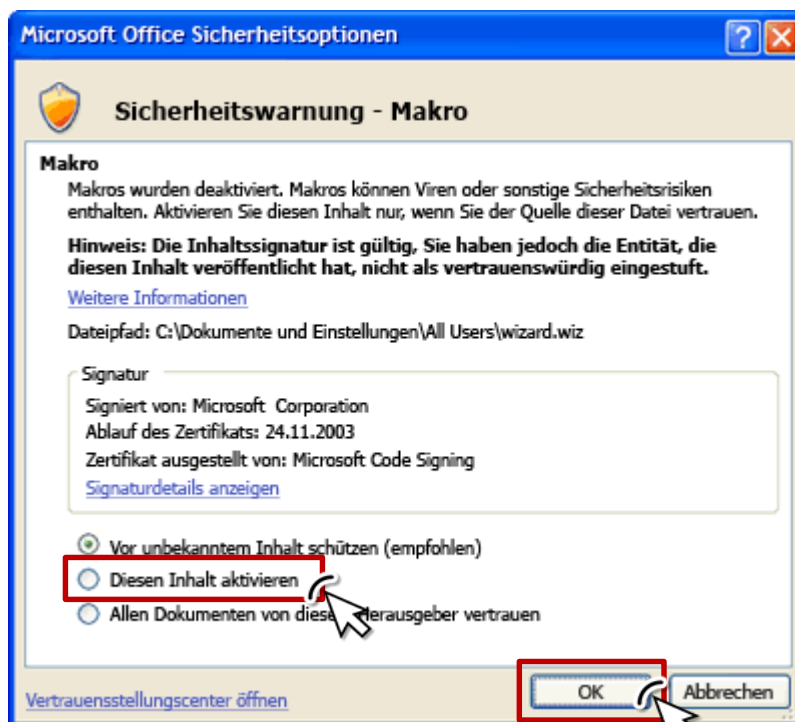 Microsoft Office Sicherheitsoptionen
Sicherheitswarnung - Makro
Makro
Makros wurden deaktiviert. Makros können Viren oder sonstige Sicherheitsrisiken
enthalten. Aktivieren Sie diesen Inhalt nur, wenn Sie der Quelle dieser Datei vertrauen.
Hinweis: Die Inhaltssignatur ist gültig, Sie haben jedoch die Entität, die
diesen Inhalt veröffentlicht hat, nicht als vertrauenswürdig eingestuft.
Weitere Informationen
Dateipfad: C:\Dokumente und Einstellungen\All Users\wizard.wiz
Signatur
Signiert von: Microsoft Corporation
Ablauf des Zertifikats: 24.11.2003
Zertifikat ausgestellt von: Microsoft Code Signing
Signaturdetails anzeigen
Vor unbekanntem Inhalt schützen (empfohlen)
Diesen Inhalt aktivieren
Allen Dokumenten von Herausgeber vertrauen
OK Abbrechen
Vertrauensstellungscenter öffnen